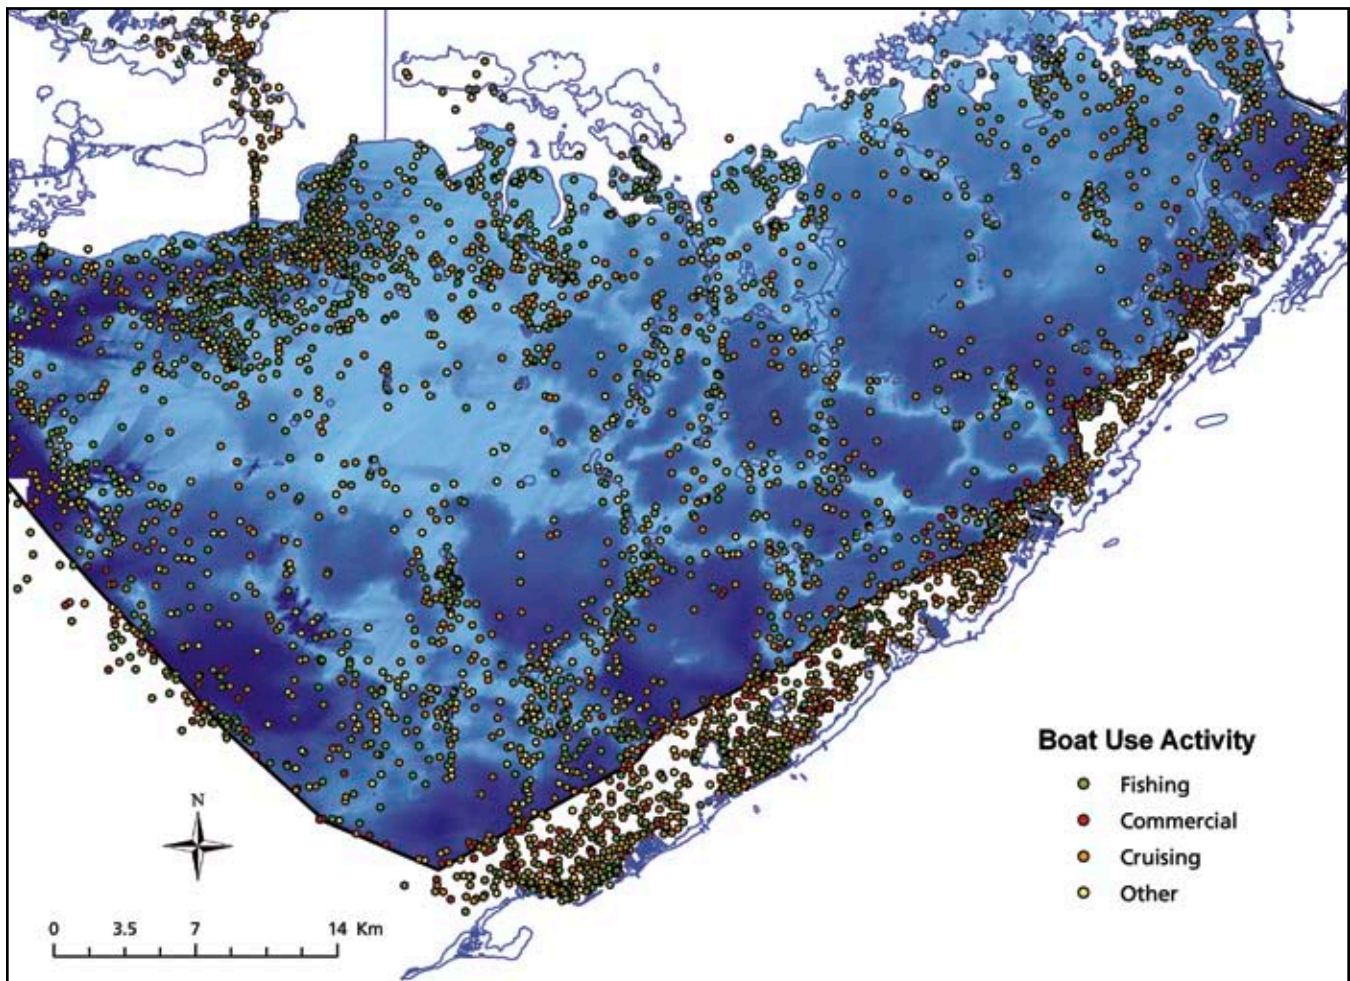 Boat Use Activity
Fishing
Commercial
Cruising
Other
N
0 3.5 7 14 Km